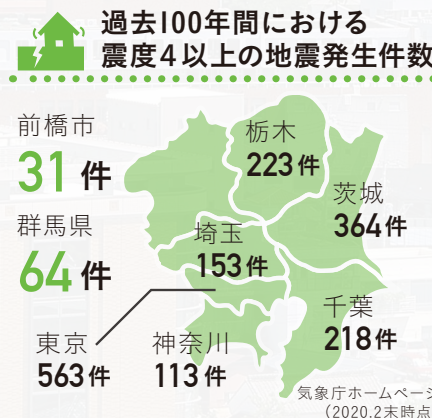 過去100年間における
震度4以上の地震発生件数
前橋市
31件
群馬県
64件
栃木
223件
茨城
364件
埼玉
153件
千葉
218件
東京
563件
神奈川
113件
気象庁ホームページ
(2020.2末時点